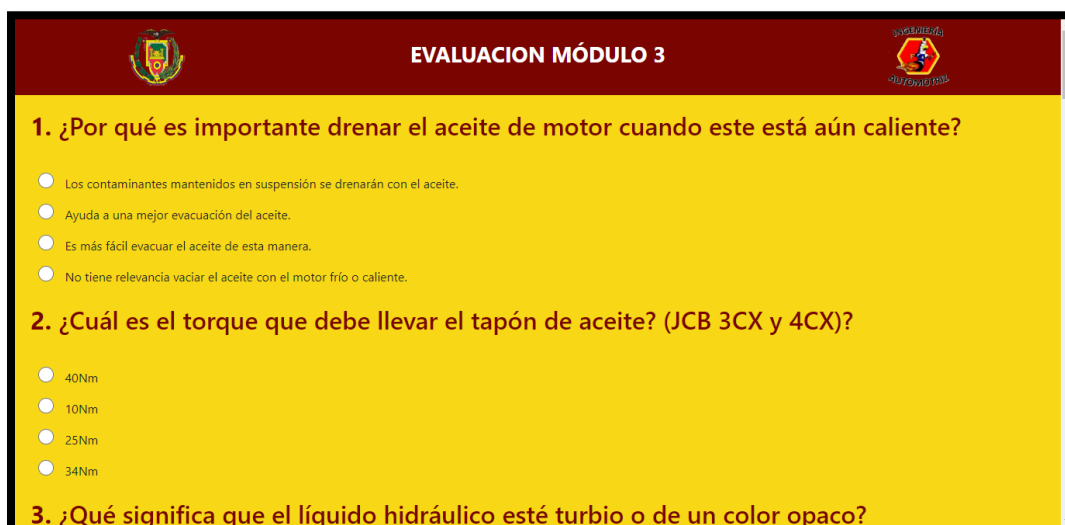 EVALUACION MÓDULO 3
INGENIERÍA
AUTOMOTRIZ
1. ¿Por qué es importante drenar el aceite de motor cuando este está aún caliente?
Los contaminantes mantenidos en suspensión se drenarán con el aceite.
Ayuda a una mejor evacuación del aceite.
Es más fácil evacuar el aceite de esta manera.
No tiene relevancia vaciar el aceite con el motor frío o caliente.
2. ¿Cuál es el torque que debe llevar el tapón de aceite? (JCB 3CX y 4CX)?
40Nm
10Nm
25Nm
34Nm
3. ¿Qué significa que el líquido hidráulico esté turbio o de un color opaco?